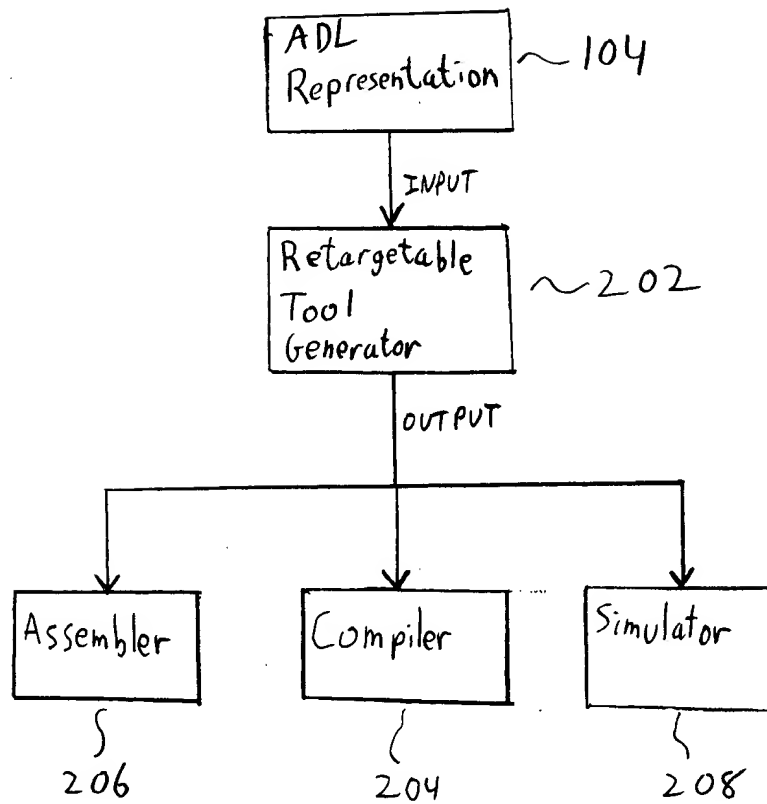 ADL
Representation
104
INPUT
Retargetable
Tool
Generator
202
OUTPUT
Assembler
Compiler
Simulator
206
204
208